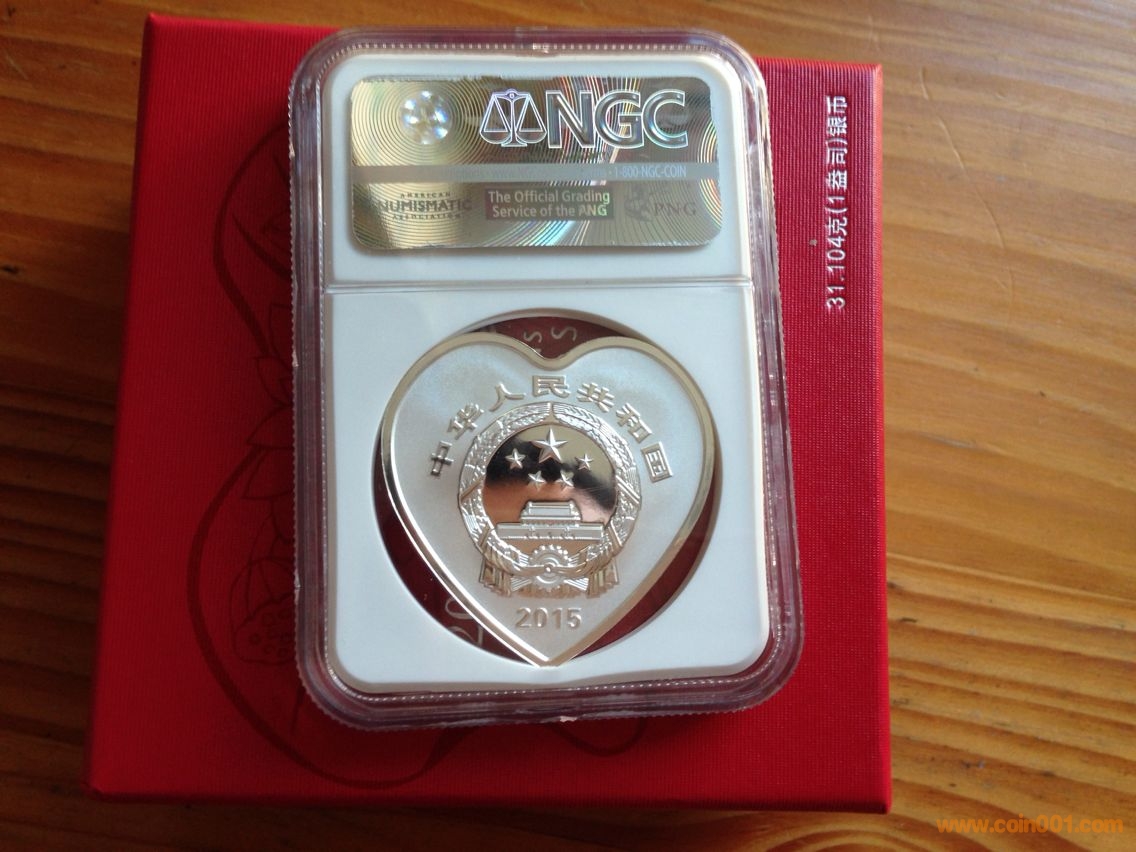 NGC
1-800-NGC-COIN
AMERICAN
NUMISMATIC
ASSOCIATION
The Official Grading
Service of the
PNG
31.104克(1盎司)银币
中华人民共和国
2015
www.coin001.com